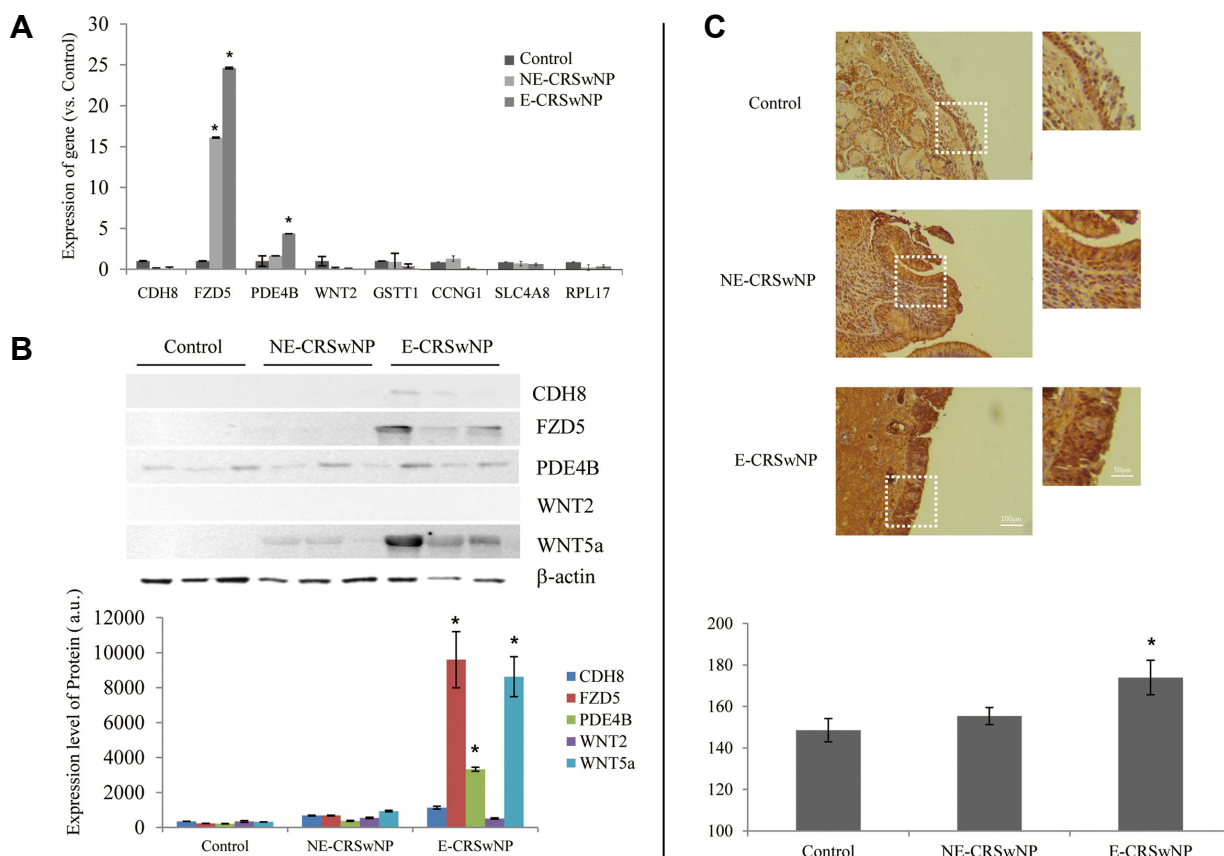 A
Expression of gene (vs. Control)
30
25
20
15
10
5
0
* * *
Control
NE-CRSwNP
E-CRSwNP
CDH8 FZD5 PDE4B WNT2 GSTT1 CCNG1 SLC4A8 RPL17
B
Control NE-CRSwNP E-CRSwNP
CDH8
FZD5
PDE4B
WNT2
WNT5a
β-actin
Expression level of Protein ( a.u.)
12000
10000
8000
6000
4000
2000
0
* * *
CDH8
FZD5
PDE4B
WNT2
WNT5a
Control NE-CRSwNP E-CRSwNP
C
Control
NE-CRSwNP
E-CRSwNP
100µm
50µm
200
180
160
140
120
100
*
Control NE-CRSwNP E-CRSwNP